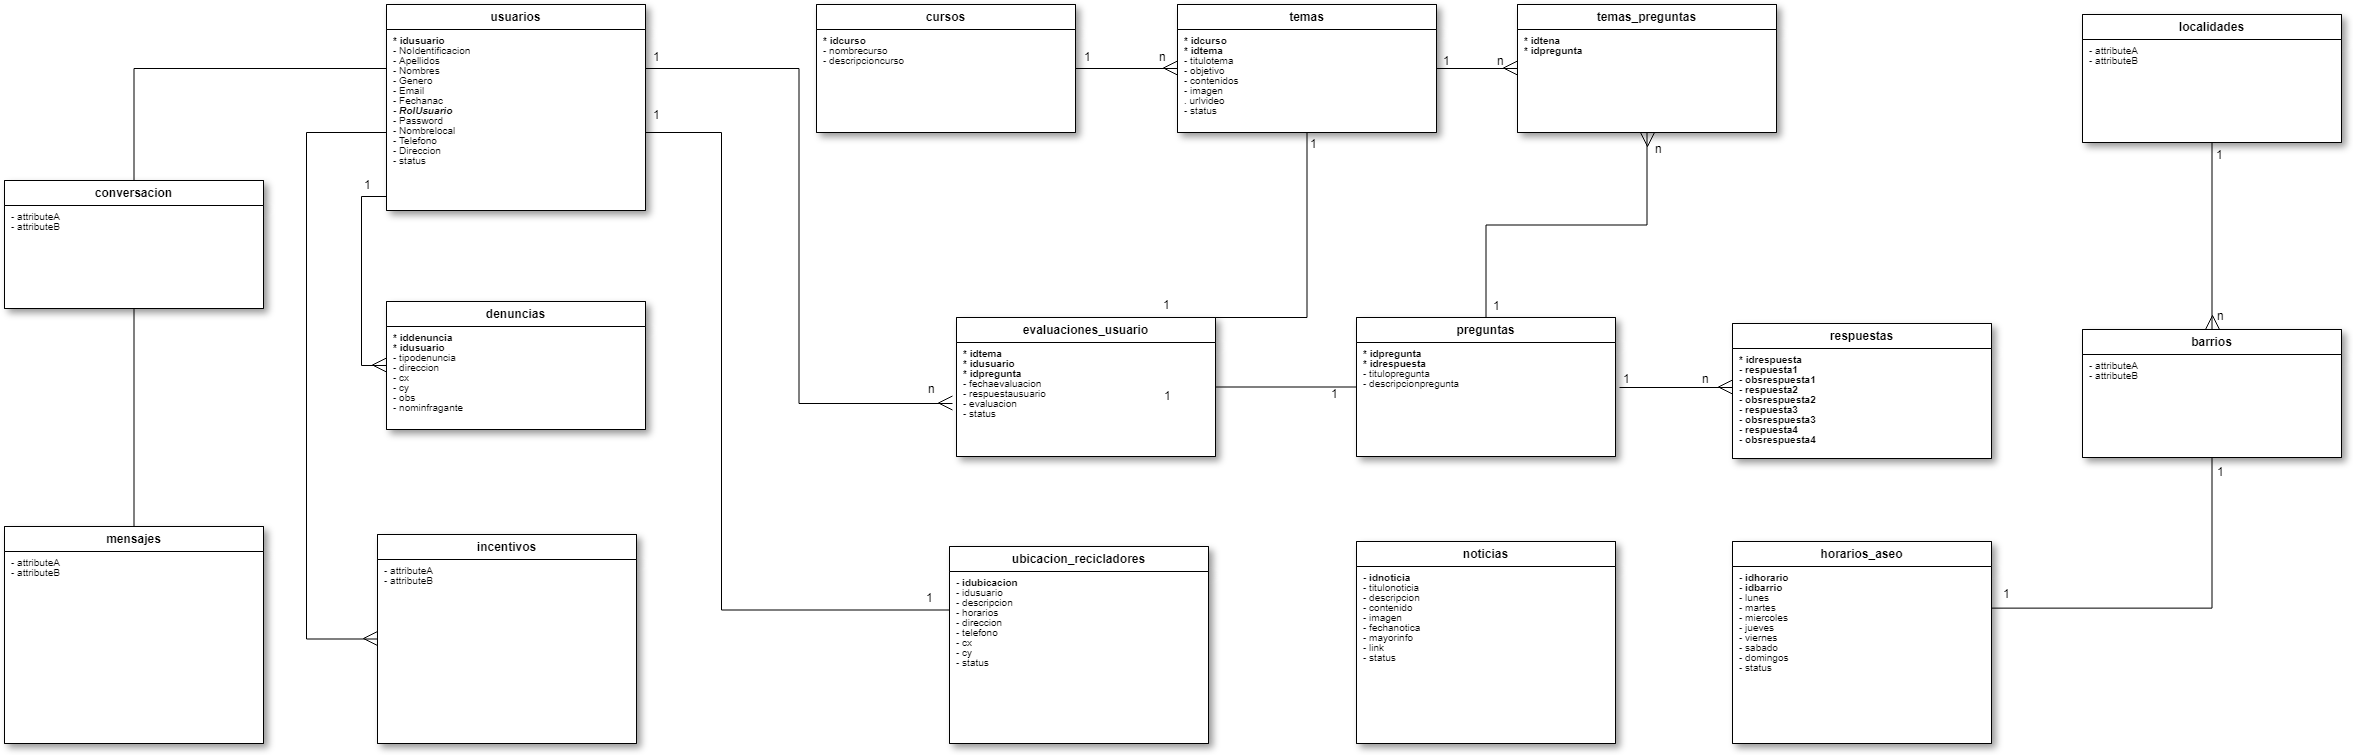 usuarios
* idusuario
- NoIdentificacion
- Apellidos
- Nombres
- Genero
- Email
- Fechanac
- RolUsuario
- Password
- Nombrelocal
- Telefono
- Direccion
- status
1
1
1
cursos
* idcurso
- nombrecurso
- descripcioncurso
1
n
temas
* idcurso
* idtema
- titulotema
- objetivo
- contenidos
- imagen
. urlvideo
- status
1
n
1
temas_preguntas
* idtena
* idpregunta
n
localidades
- attributeA
- attributeB
1
n
conversacion
- attributeA
- attributeB
denuncias
* iddenuncia
* idusuario
- tipodenuncia
- direccion
- cx
- cy
- obs
- nominfragante
1
n
evaluaciones_usuario
* idtema
* idusuario
* idpregunta
- fechaevaluacion
- respuestausuario
- evaluacion
- status
1
1
1
preguntas
* idpregunta
* idrespuesta
- titulopregunta
- descripcionpregunta
1
n
respuestas
* idrespuesta
- respuesta1
- obsrespuesta1
- respuesta2
- obsrespuesta2
- respuesta3
- obsrespuesta3
- respuesta4
- obsrespuesta4
barrios
- attributeA
- attributeB
1
mensajes
- attributeA
- attributeB
incentivos
- attributeA
- attributeB
1
ubicacion_recicladores
- idubicacion
- idusuario
- descripcion
- horarios
- direccion
- telefono
- cx
- cy
- status
noticias
- idnoticia
- titulonoticia
- descripcion
- contenido
- imagen
- fechanotica
- mayorinfo
- link
- status
horarios_aseo
- idhorario
- idbarrio
- lunes
- martes
- miercoles
- jueves
- viernes
- sabado
- domingos
- status
1